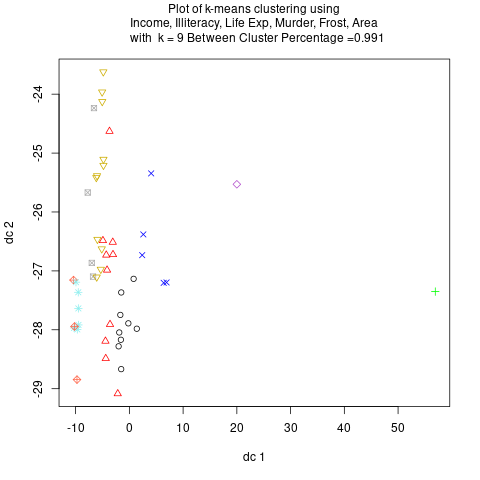 Plot of k-means clustering using
Income, Illiteracy, Life Exp, Murder, Frost, Area
with  k = 9 Between Cluster Percentage =0.991
-24
-25
-26
-27
-28
-29
dc 2
-10 0 10 20 30 40 50
dc 1